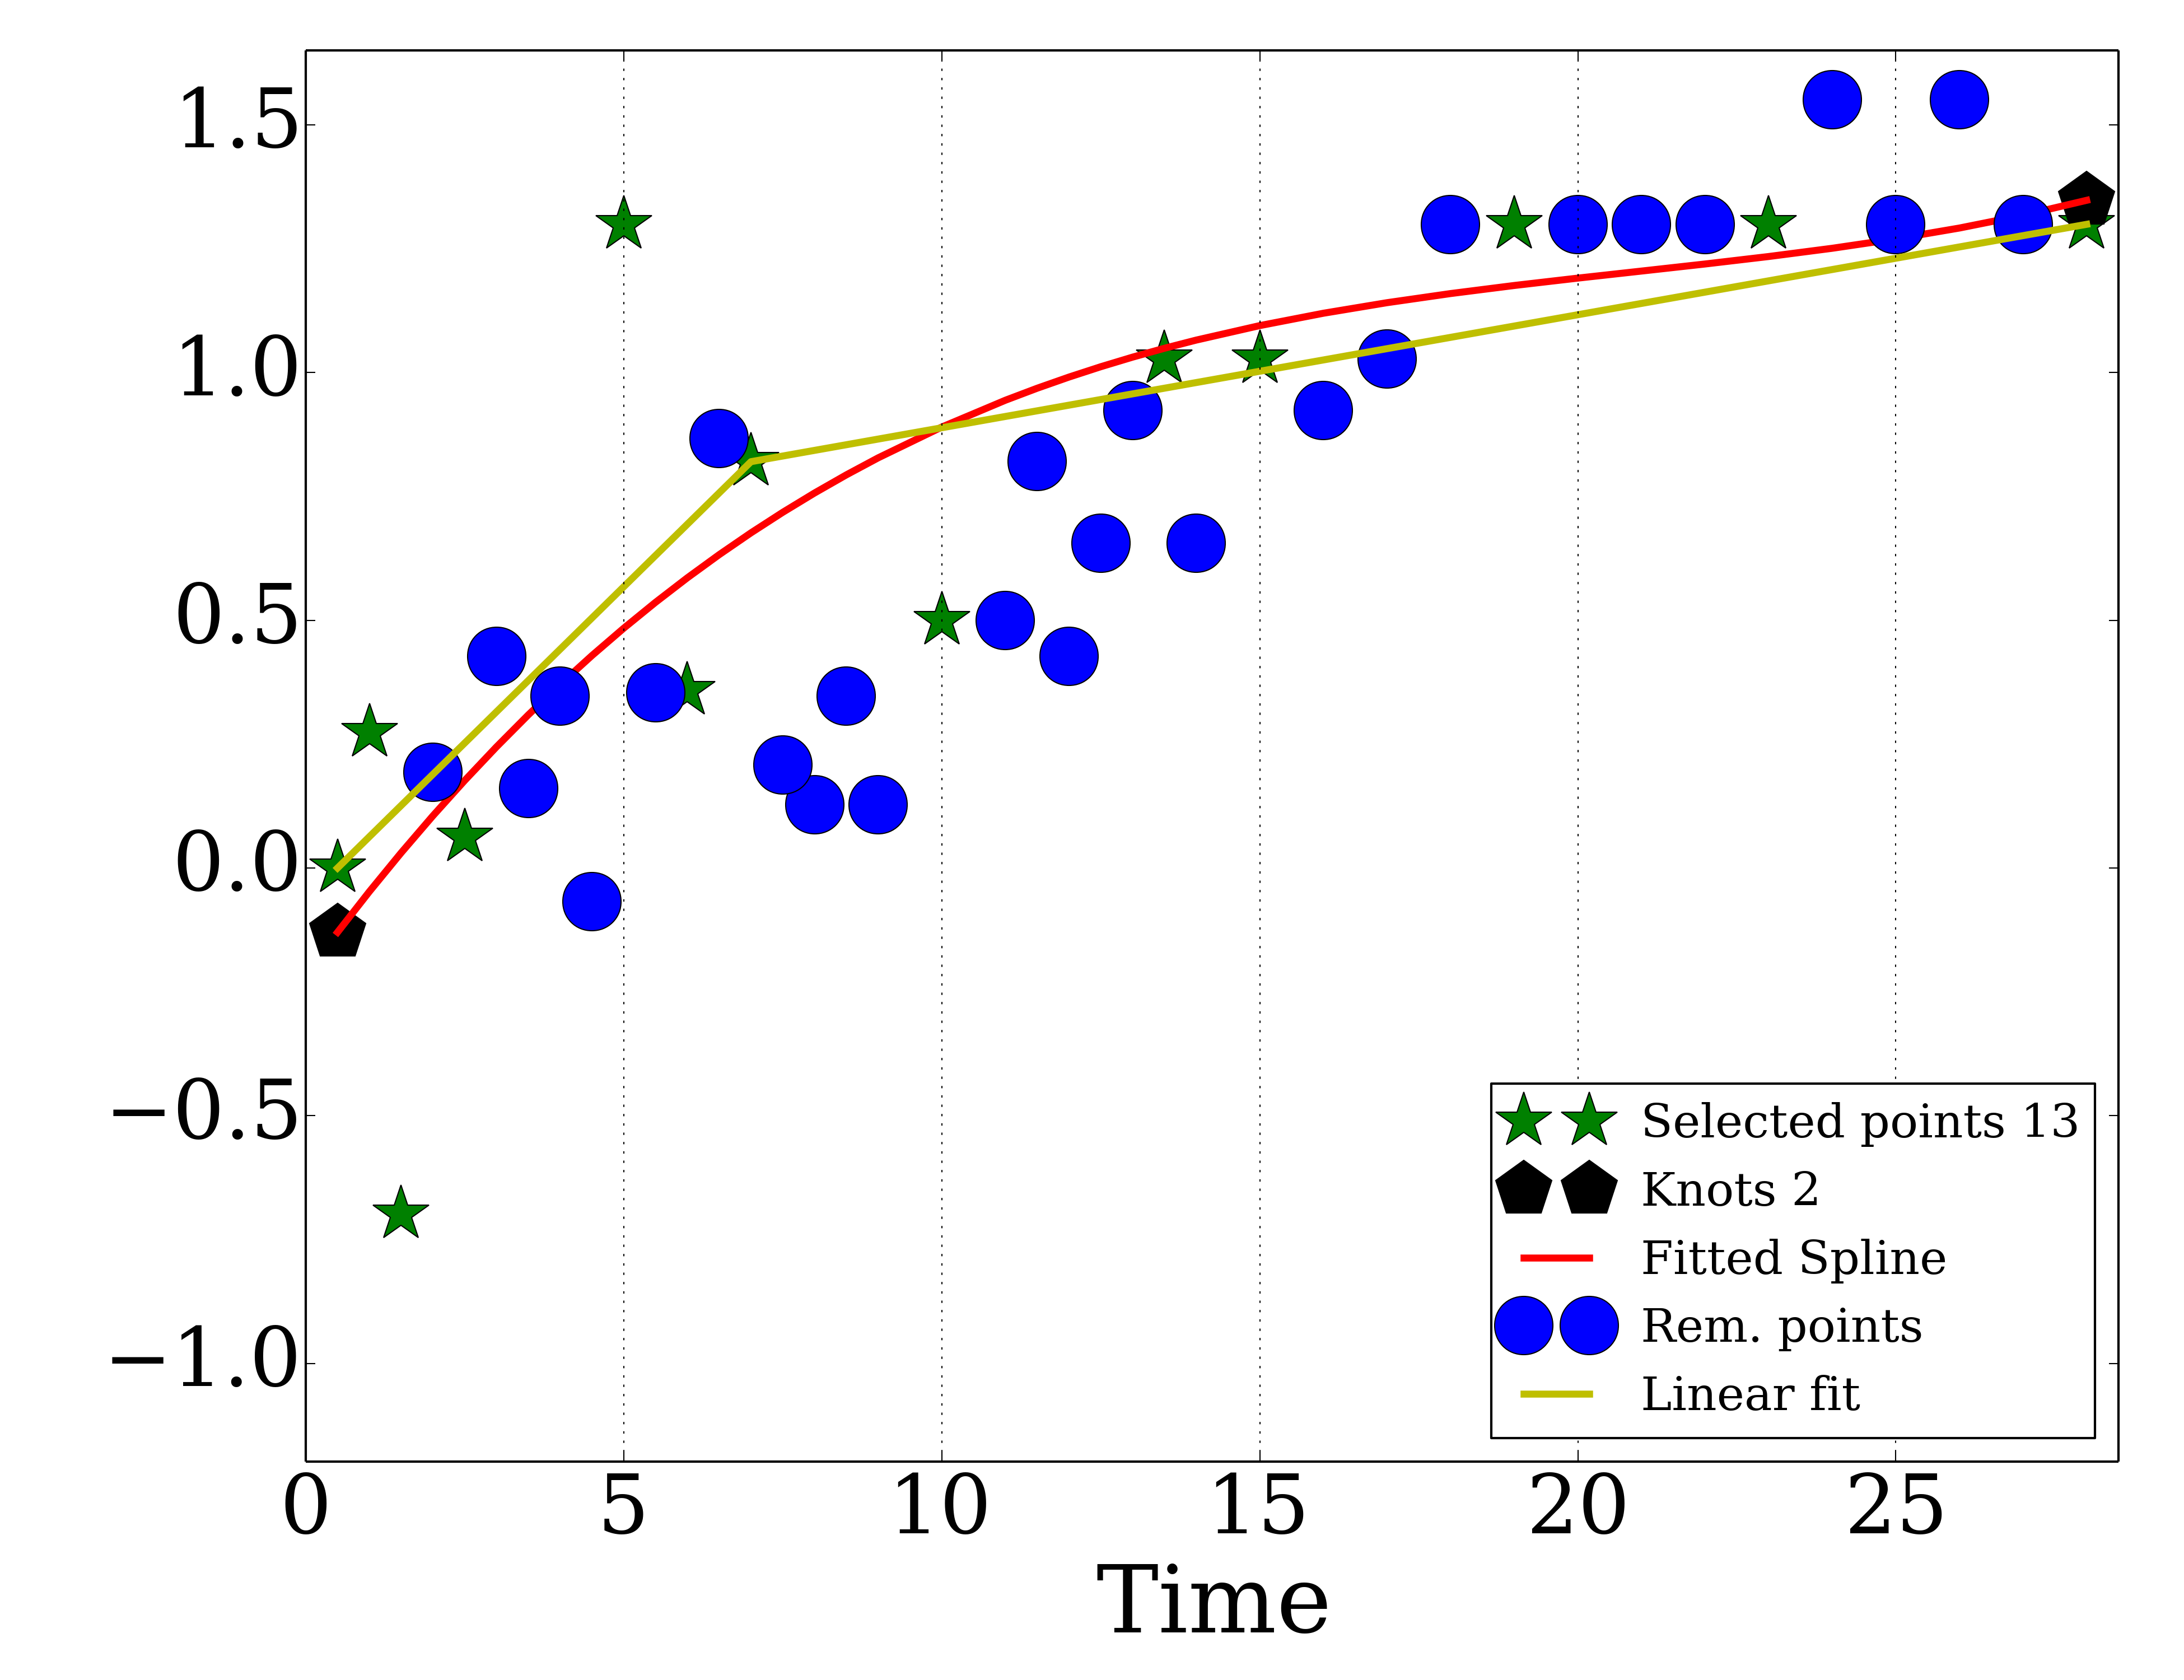 1.5
1.0
0.5
0.0
−0.5
−1.0
0 5 10 15 20 25
Time
Selected points 13
Knots 2
Fitted Spline
Rem. points
Linear fit